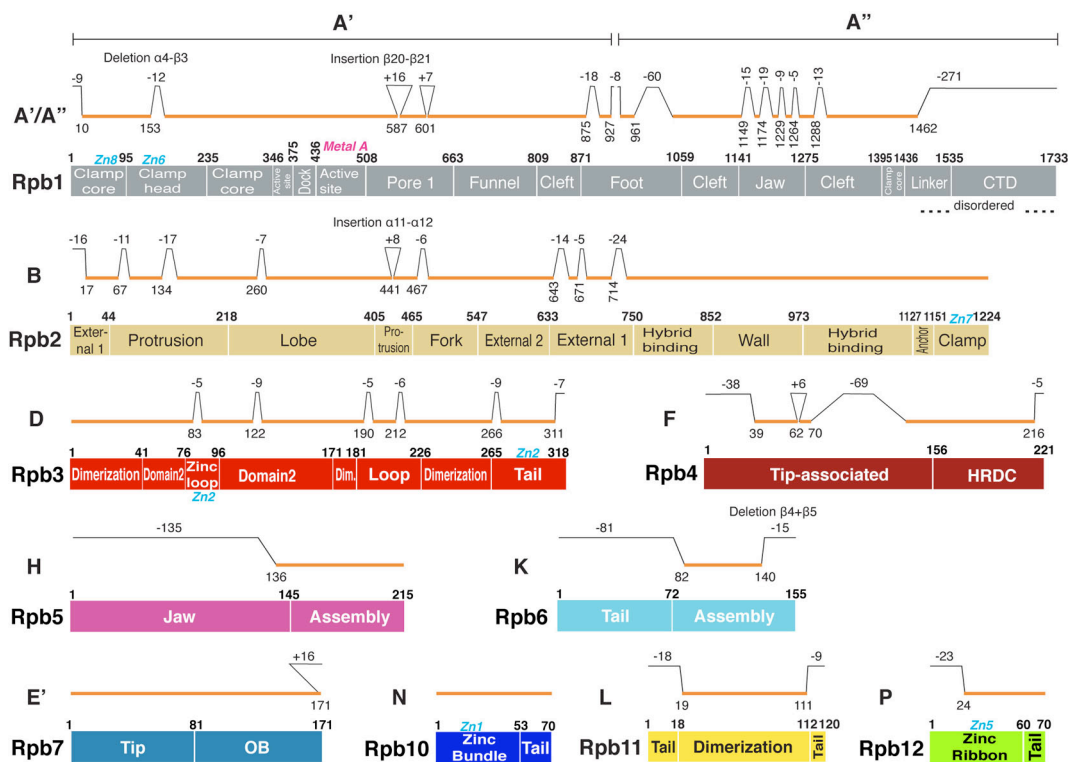 A' A"
Deletion α4-β3 Insertion β20-β21
-9 -12 +16 +7 -18 -8 -60 -15 -19 -9 -5 -13 -271
A'/A"
10 153 587 601 875 927 961 1149 1174 1229 1264 1288 1462
Metal A
1 Zn8 95 Zn6 235 346 375 436 508 663 809 871 1059 1141 1275 1395 1436 1535 1733
Rpb1 Clamp core Clamp head Clamp core Active site Dock Active site Pore 1 Funnel Cleft Foot Cleft Jaw Cleft Clamp core Linker CTD
disordered
Insertion α11-α12
-16 -11 -17 -7 +8 -6 -14 -5 -24
B
17 67 134 260 441 467 643 671 714
1 44 218 405 465 547 633 750 852 973 1127 1151 Zn7 1224
Rpb2 Exter- nal 1 Protrusion Lobe Pro- trusion Fork External 2 External 1 Hybrid binding Wall Hybrid binding Anchor Clamp
-5 -9 -5 -6 -9 -7
D
83 122 190 212 266 311
1 41 76 96 171 181 226 265 Zn2 318
Rpb3 Dimerization Domain2 Zinc loop Domain2 Dim. Loop Dimerization Tail
Zn2
-38 +6 -69 -5
F
39 62 70 216
1 156 221
Rpb4 Tip-associated HRDC
-135
H
136
1 145 215
Rpb5 Jaw Assembly
Deletion β4+β5
-81 -15
K
82 140
1 72 155
Rpb6 Tail Assembly
+16
E'
171
1 81 171
Rpb7 Tip OB
N
1 Zn1 53 70
Rpb10 Zinc Bundle Tail
-18 -9
L
19 111
1 18 112 120
Rpb11 Tail Dimerization Tail
-23
P
24
1 Zn5 60 70
Rpb12 Zinc Ribbon Tail